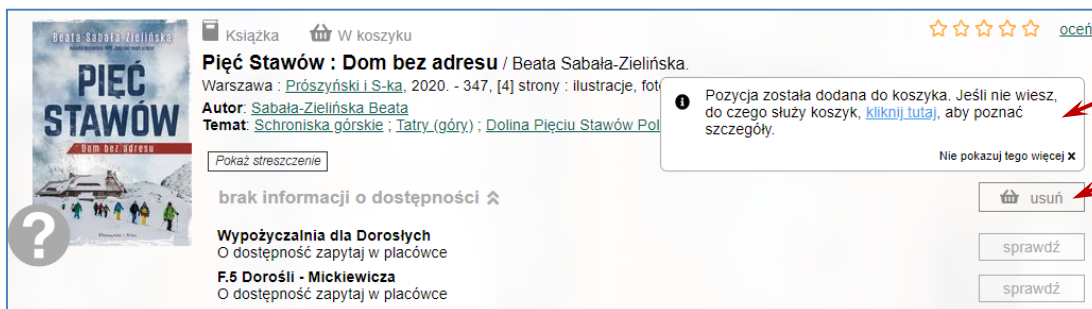 Beata Sabała-Zielińska
PIĘĆ
STAWÓW
Dom bez adresu
?
Książka W koszyku
oceń
Pięć Stawów : Dom bez adresu / Beata Sabała-Zielińska.
Warszawa : Prószyński i S-ka, 2020. - 347, [4] strony : ilustracje, fot
Autor: Sabała-Zielińska Beata
Temat: Schroniska górskie ; Tatry (góry) ; Dolina Pięciu Stawów Pol
Pozycja została dodana do koszyka. Jeśli nie wiesz,
do czego służy koszyk, kliknij tutaj, aby poznać
szczegóły.
Nie pokazuj tego więcej x
Pokaż streszczenie
brak informacji o dostępności
usuń
Wypożyczalnia dla Dorosłych
O dostępność zapytaj w placówce
sprawdź
F.5 Dorośli - Mickiewicza
O dostępność zapytaj w placówce
sprawdź